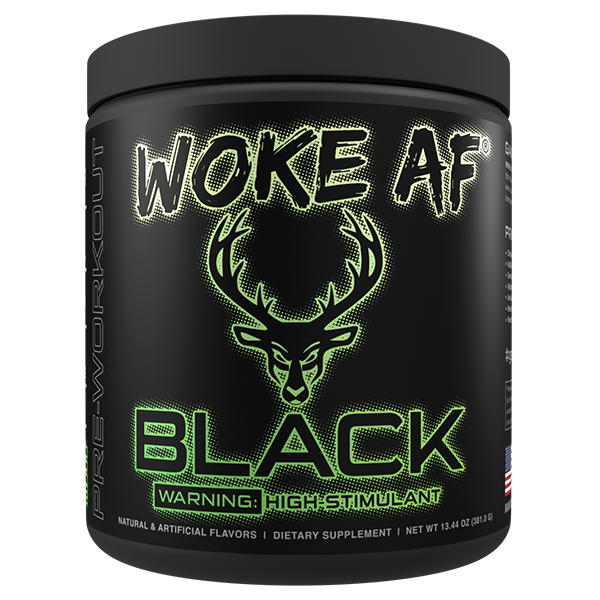 WOKE AF®
BLACK
WARNING: HIGH-STIMULANT
NATURAL & ARTIFICIAL FLAVORS | DIETARY SUPPLEMENT | NET WT 13.44 OZ (381.0 G)
PRE-WORKOUT